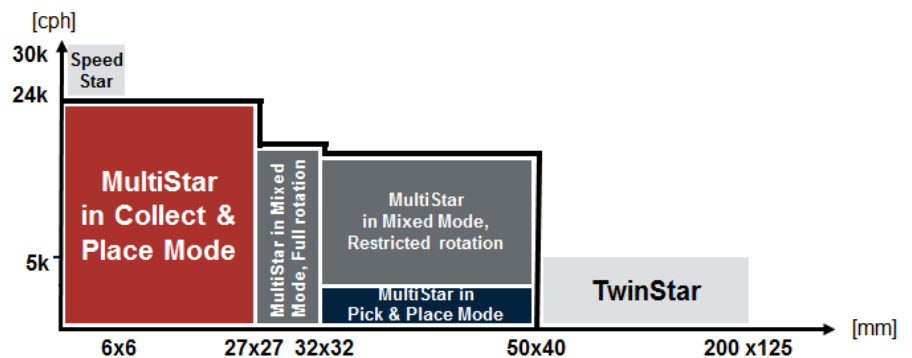 [cph]
30k
Speed
Star
24k
MultiStar
in Collect &
Place Mode
MultiStar in Mixed
Mode, Full rotation
MultiStar
in Mixed Mode,
Restricted rotation
5k
MultiStar in
Pick & Place Mode
TwinStar
[mm]
6x6
27x27
32x32
50x40
200 x125